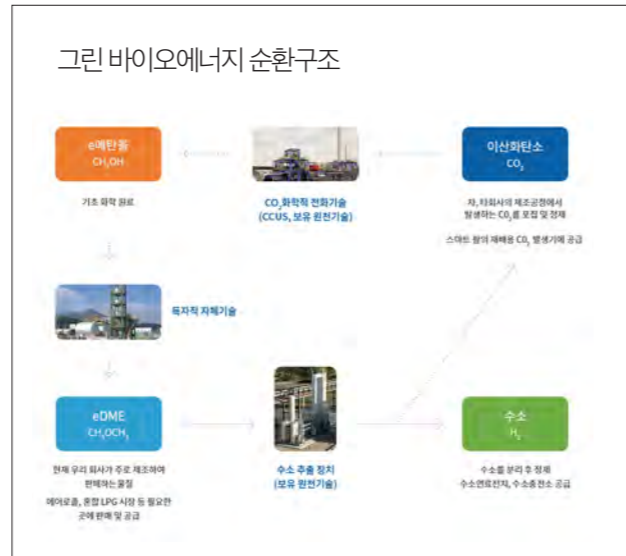 그린 바이오에너지 순환구조
e메탄올
CH₃OH
기초 화학 원료
CO₂화학적 전화기술
(CCUS, 보유 원천기술)
이산화탄소
CO₂
자, 타회사의 제조공정에서
발생하는 CO₂를 포집 및 정제
스마트 팜의 재배용 CO₂ 발생기에 공급
독자적 자체기술
eDME
CH₃OCH₃
현재 우리 회사가 주로 제조하여
판매하는 물질
에어로졸, 혼합 LPG 시장 등 필요한
곳에 판매 및 공급
수소 추출 장치
(보유 원천기술)
수소
H₂
수소를 분리 후 정제
수소연료전지, 수소충전소 공급